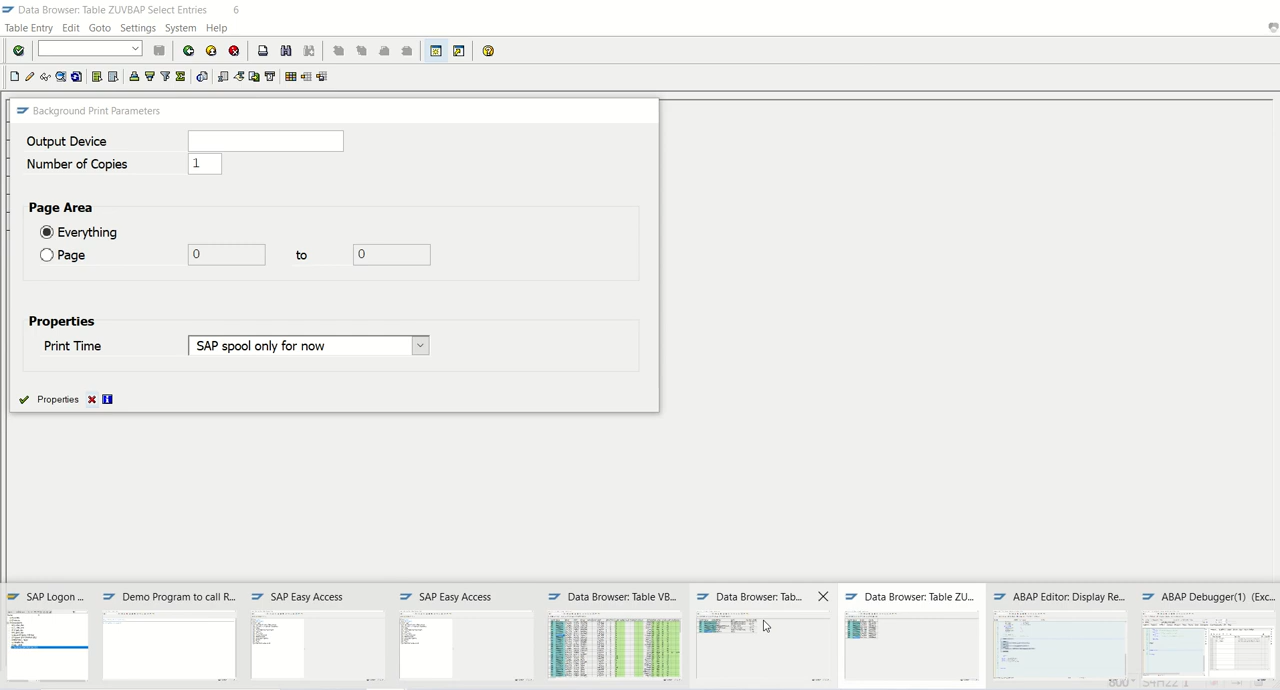 Data Browser: Table ZUVBAP Select Entries 6
Table Entry Edit Goto Settings System Help
Background Print Parameters
Output Device
Number of Copies 1
Page Area
Everything
Page 0 to 0
Properties
Print Time SAP spool only for now
Properties
SAP Logon ... Demo Program to call R... SAP Easy Access SAP Easy Access Data Browser: Table VB... Data Browser: Tab... Data Browser: Table ZU... ABAP Editor: Display Re... ABAP Debugger(1) (Exc...